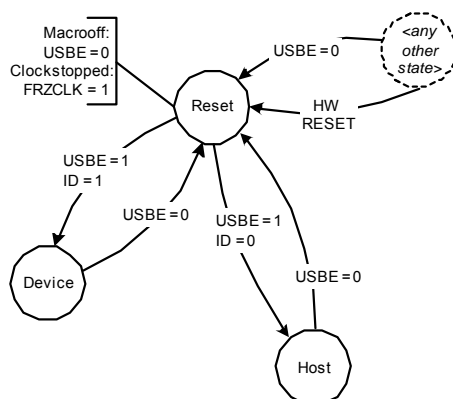 Macrooff:
USBE = 0
Clockstopped:
FRZCLK = 1
USBE = 0
<any
other
state>
Reset
HW
RESET
USBE = 1
ID = 1
USBE = 0
USBE = 1
ID = 0
USBE = 0
Device
Host